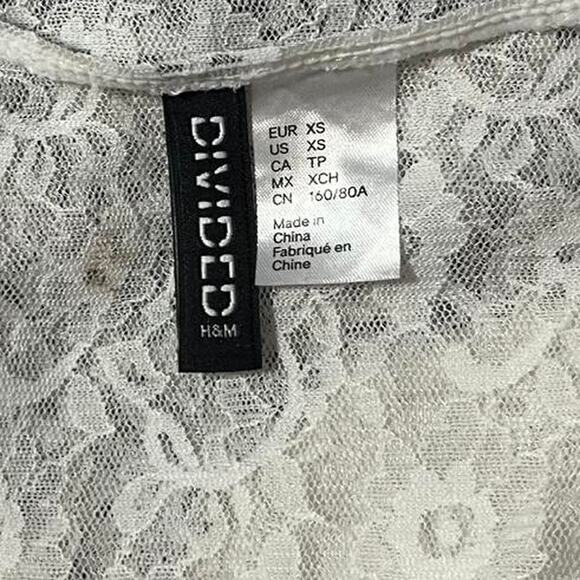 DIVIDED
H&M
EUR XS
US XS
CA TP
MX XCH
CN 160/80A
Made in
China
Fabriqué en
Chine